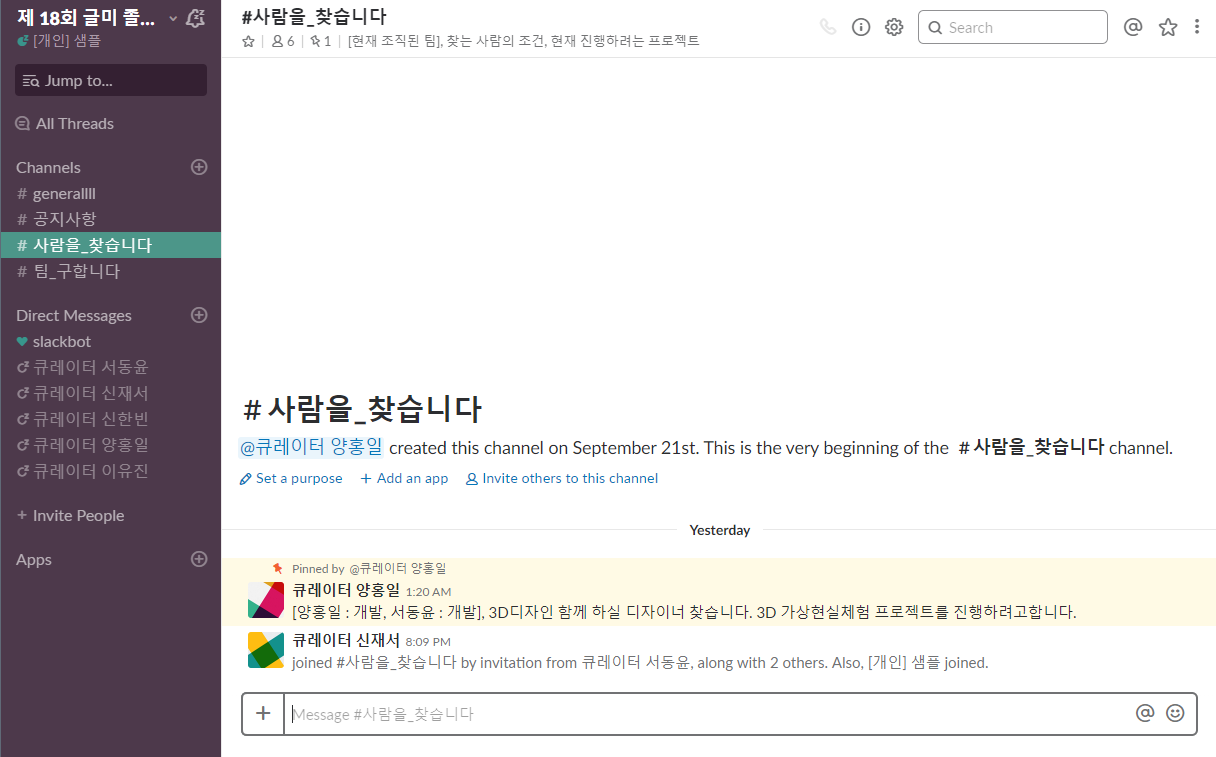 제 18회 글미 졸...
[개인] 샘플
Jump to...
All Threads
Channels
# generallll
# 공지사항
# 사람을_찾습니다
# 팀_구합니다
Direct Messages
slackbot
큐레이터 서동윤
큐레이터 신재서
큐레이터 신한빈
큐레이터 양홍일
큐레이터 이유진
+ Invite People
Apps
#사람을_찾습니다
6 | 1 | [현재 조직된 팀], 찾는 사람의 조건, 현재 진행하려는 프로젝트
Search
# 사람을_찾습니다
@큐레이터 양홍일 created this channel on September 21st. This is the very beginning of the # 사람을_찾습니다 channel.
Set a purpose + Add an app Invite others to this channel
Yesterday
Pinned by @큐레이터 양홍일
큐레이터 양홍일 1:20 AM
[양홍일 : 개발, 서동윤 : 개발], 3D디자인 함께 하실 디자이너 찾습니다. 3D 가상현실체험 프로젝트를 진행하려고합니다.
큐레이터 신재서 8:09 PM
joined #사람을_찾습니다 by invitation from 큐레이터 서동윤, along with 2 others. Also, [개인] 샘플 joined.
Message #사람을_찾습니다